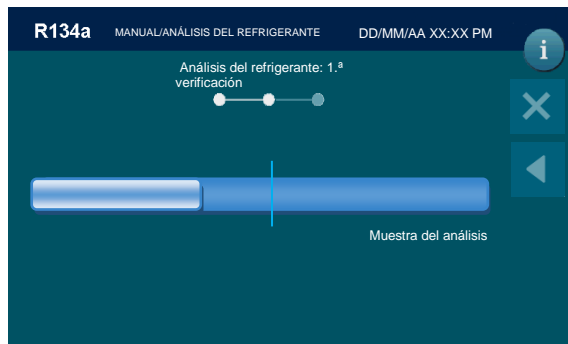 R134a MANUAL/ANÁLISIS DEL REFRIGERANTE DD/MM/AA XX:XX PM
i
Análisis del refrigerante: 1.ª
verificación
Muestra del análisis